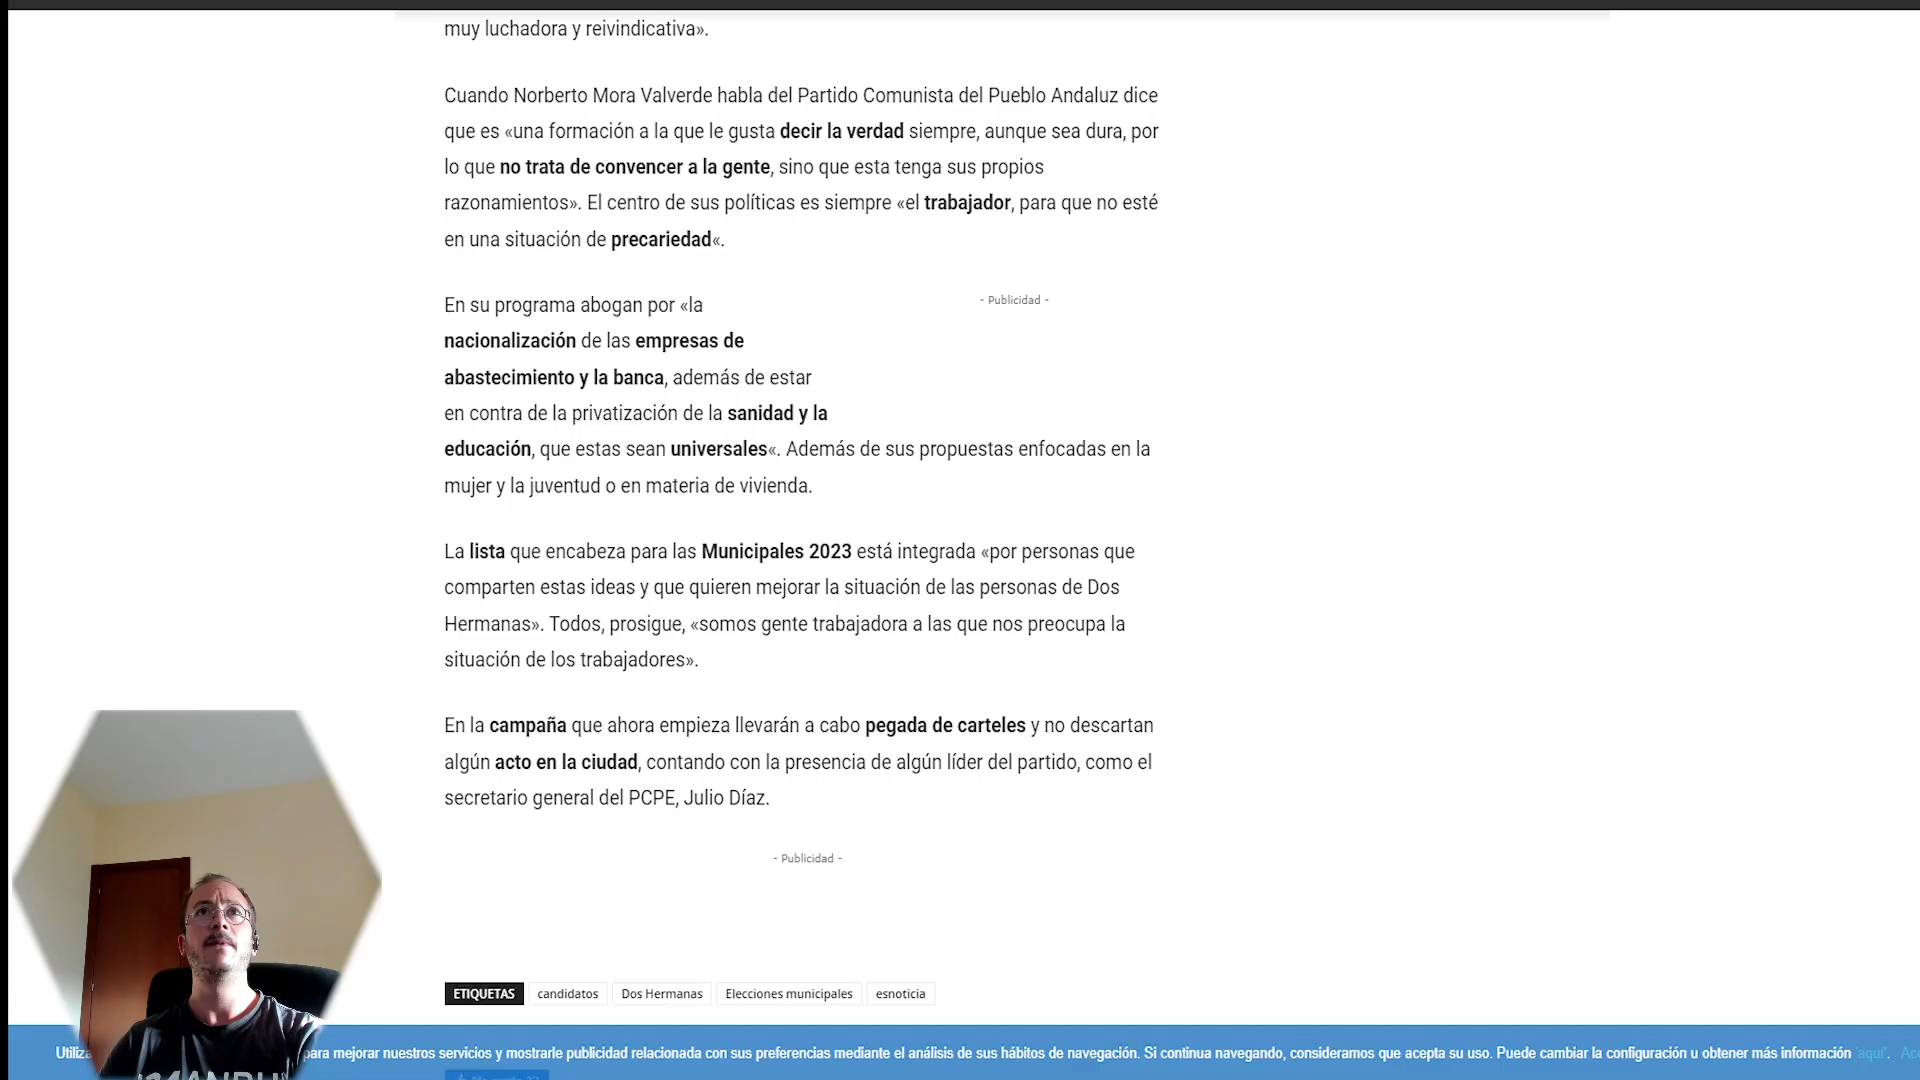 muy luchadora y reivindicativa».
Cuando Norberto Mora Valverde habla del Partido Comunista del Pueblo Andaluz dice
que es «una formación a la que le gusta decir la verdad siempre, aunque sea dura, por
lo que no trata de convencer a la gente, sino que esta tenga sus propios
razonamientos». El centro de sus políticas es siempre «el trabajador, para que no esté
en una situación de precariedad«.
En su programa abogan por «la
nacionalización de las empresas de
abastecimiento y la banca, además de estar
en contra de la privatización de la sanidad y la
educación, que estas sean universales«. Además de sus propuestas enfocadas en la
mujer y la juventud o en materia de vivienda.
- Publicidad -
La lista que encabeza para las Municipales 2023 está integrada «por personas que
comparten estas ideas y que quieren mejorar la situación de las personas de Dos
Hermanas». Todos, prosigue, «somos gente trabajadora a las que nos preocupa la
situación de los trabajadores».
En la campaña que ahora empieza llevarán a cabo pegada de carteles y no descartan
algún acto en la ciudad, contando con la presencia de algún líder del partido, como el
secretario general del PCPE, Julio Díaz.
- Publicidad -
ETIQUETAS candidatos Dos Hermanas Elecciones municipales esnoticia
para mejorar nuestros servicios y mostrarle publicidad relacionada con sus preferencias mediante el análisis de sus hábitos de navegación. Si continua navegando, consideramos que acepta su uso. Puede cambiar la configuración u obtener más información 'aquí'.